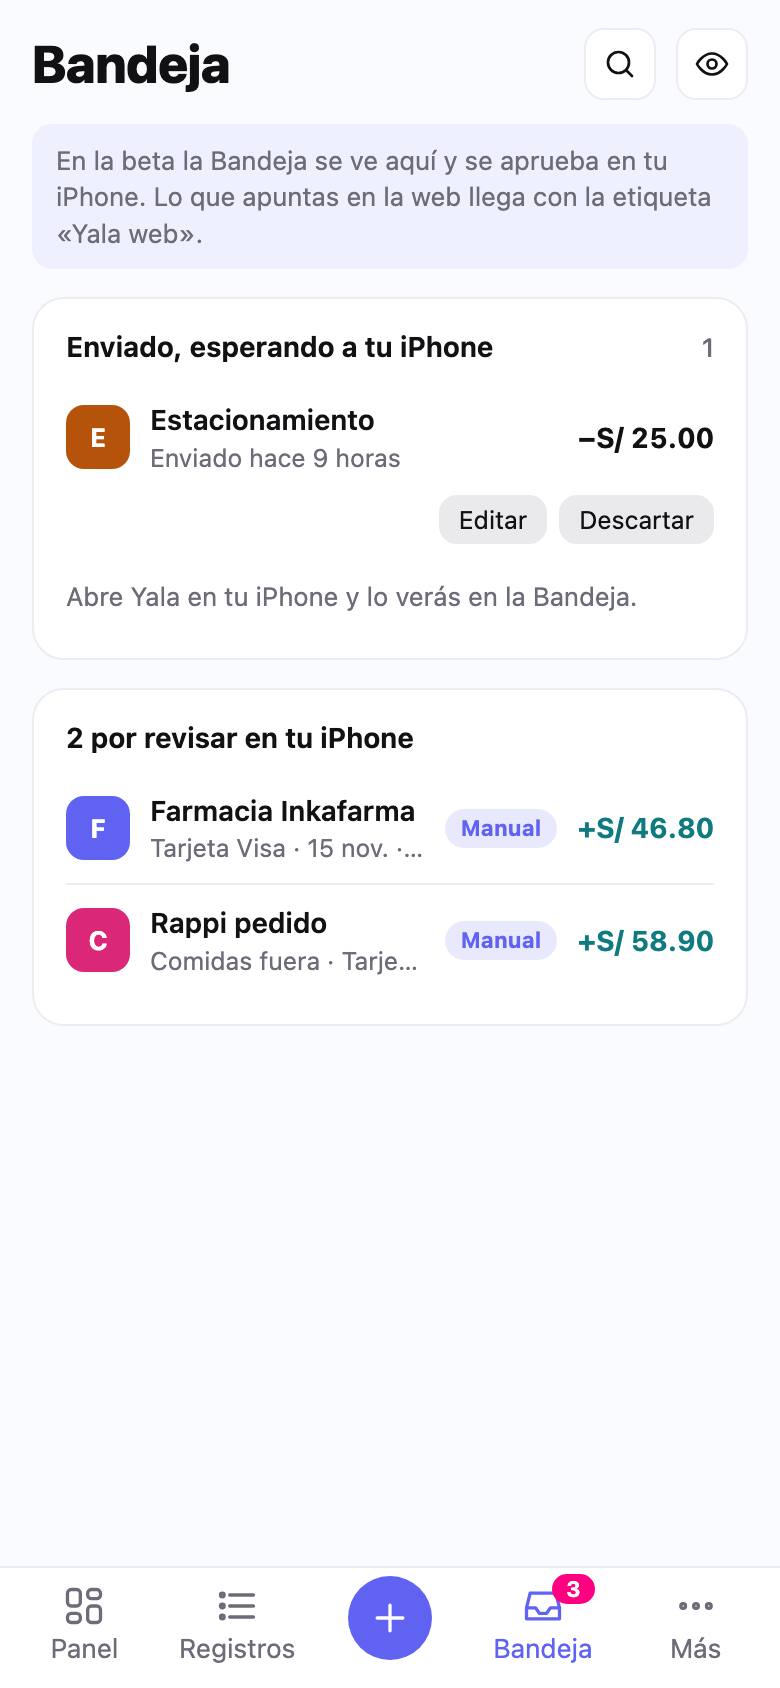 Bandeja
En la beta la Bandeja se ve aquí y se aprueba en tu
iPhone. Lo que apuntas en la web llega con la etiqueta
«Yala web».
Enviado, esperando a tu iPhone 1
E Estacionamiento –S/ 25.00
Enviado hace 9 horas
Editar Descartar
Abre Yala en tu iPhone y lo verás en la Bandeja.
2 por revisar en tu iPhone
F Farmacia Inkafarma Manual +S/ 46.80
Tarjeta Visa · 15 nov. ·...
C Rappi pedido Manual +S/ 58.90
Comidas fuera · Tarje...
3
Panel Registros Bandeja Más